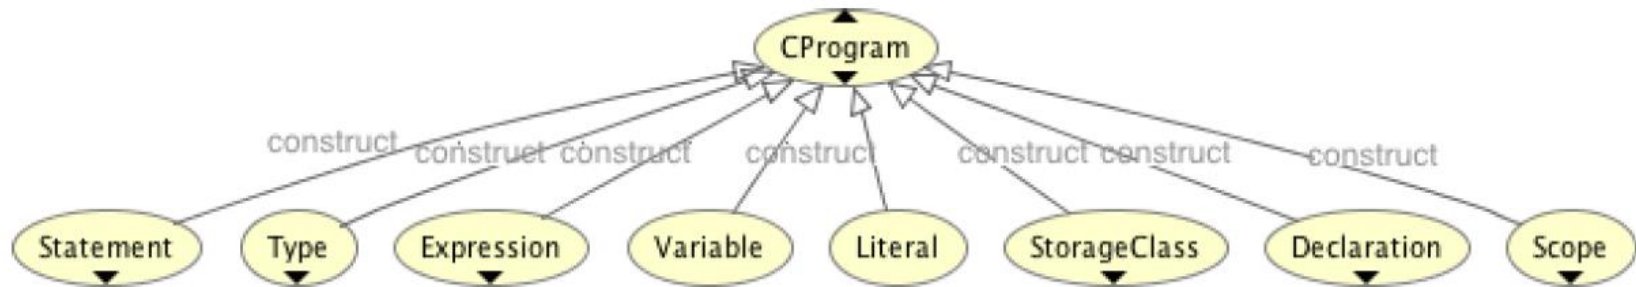 CProgram
construct
construct
construct
construct
construct
construct
construct
Statement
Type
Expression
Variable
Literal
StorageClass
Declaration
Scope